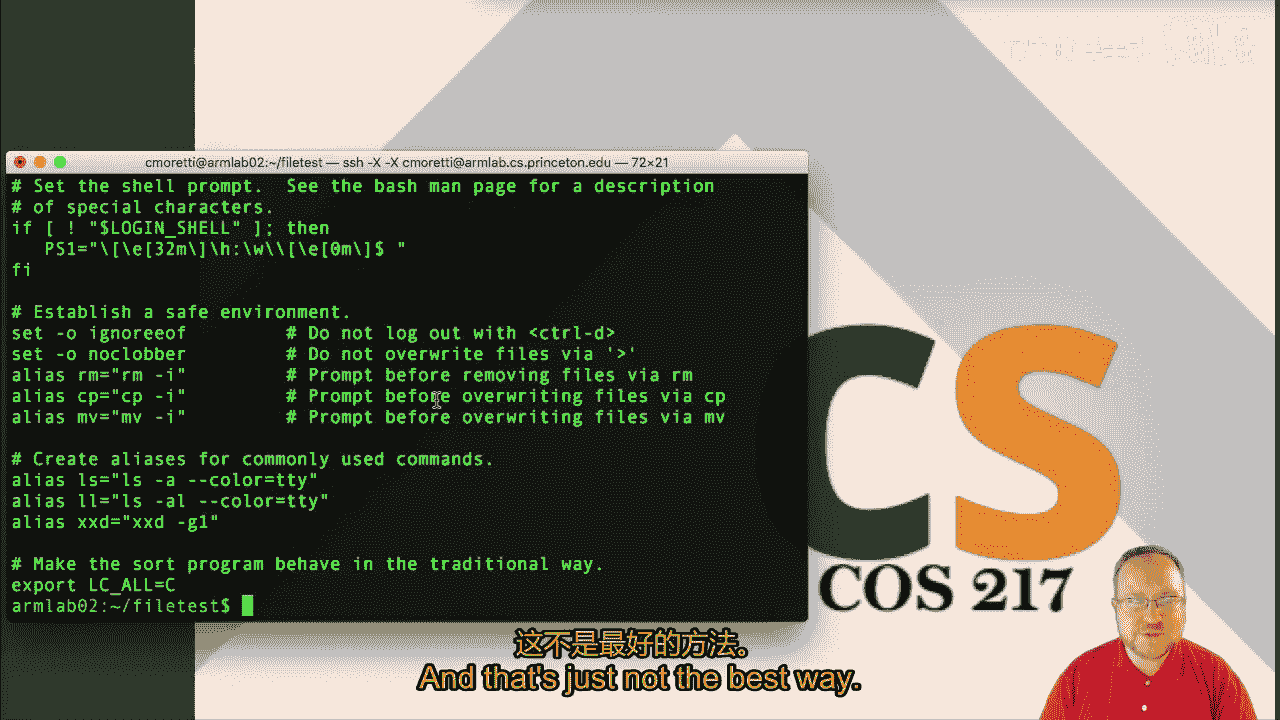 cmoretti@armlab02:~/filetest — ssh -X -X cmoretti@armlab.cs.princeton.edu — 72×21
# Set the shell prompt.  See the bash man page for a description
# of special characters.
if [ ! "$LOGIN_SHELL" ]; then
   PS1="\[\e[32m\]\h:\w\\[\e[0m\]$ "
fi
# Establish a safe environment.
set -o ignoreeof         # Do not log out with <ctrl-d>
set -o noclobber         # Do not overwrite files via '>'
alias rm="rm -i"         # Prompt before removing files via rm
alias cp="cp -i"         # Prompt before overwriting files via cp
alias mv="mv -i"         # Prompt before overwriting files via mv
# Create aliases for commonly used commands.
alias ls="ls -a --color=tty"
alias ll="ls -al --color=tty"
alias xxd="xxd -g1"
# Make the sort program behave in the traditional way.
export LC_ALL=C
armlab02:~/filetest$
CS
COS 217
这不是最好的方法。
And that's just not the best way.